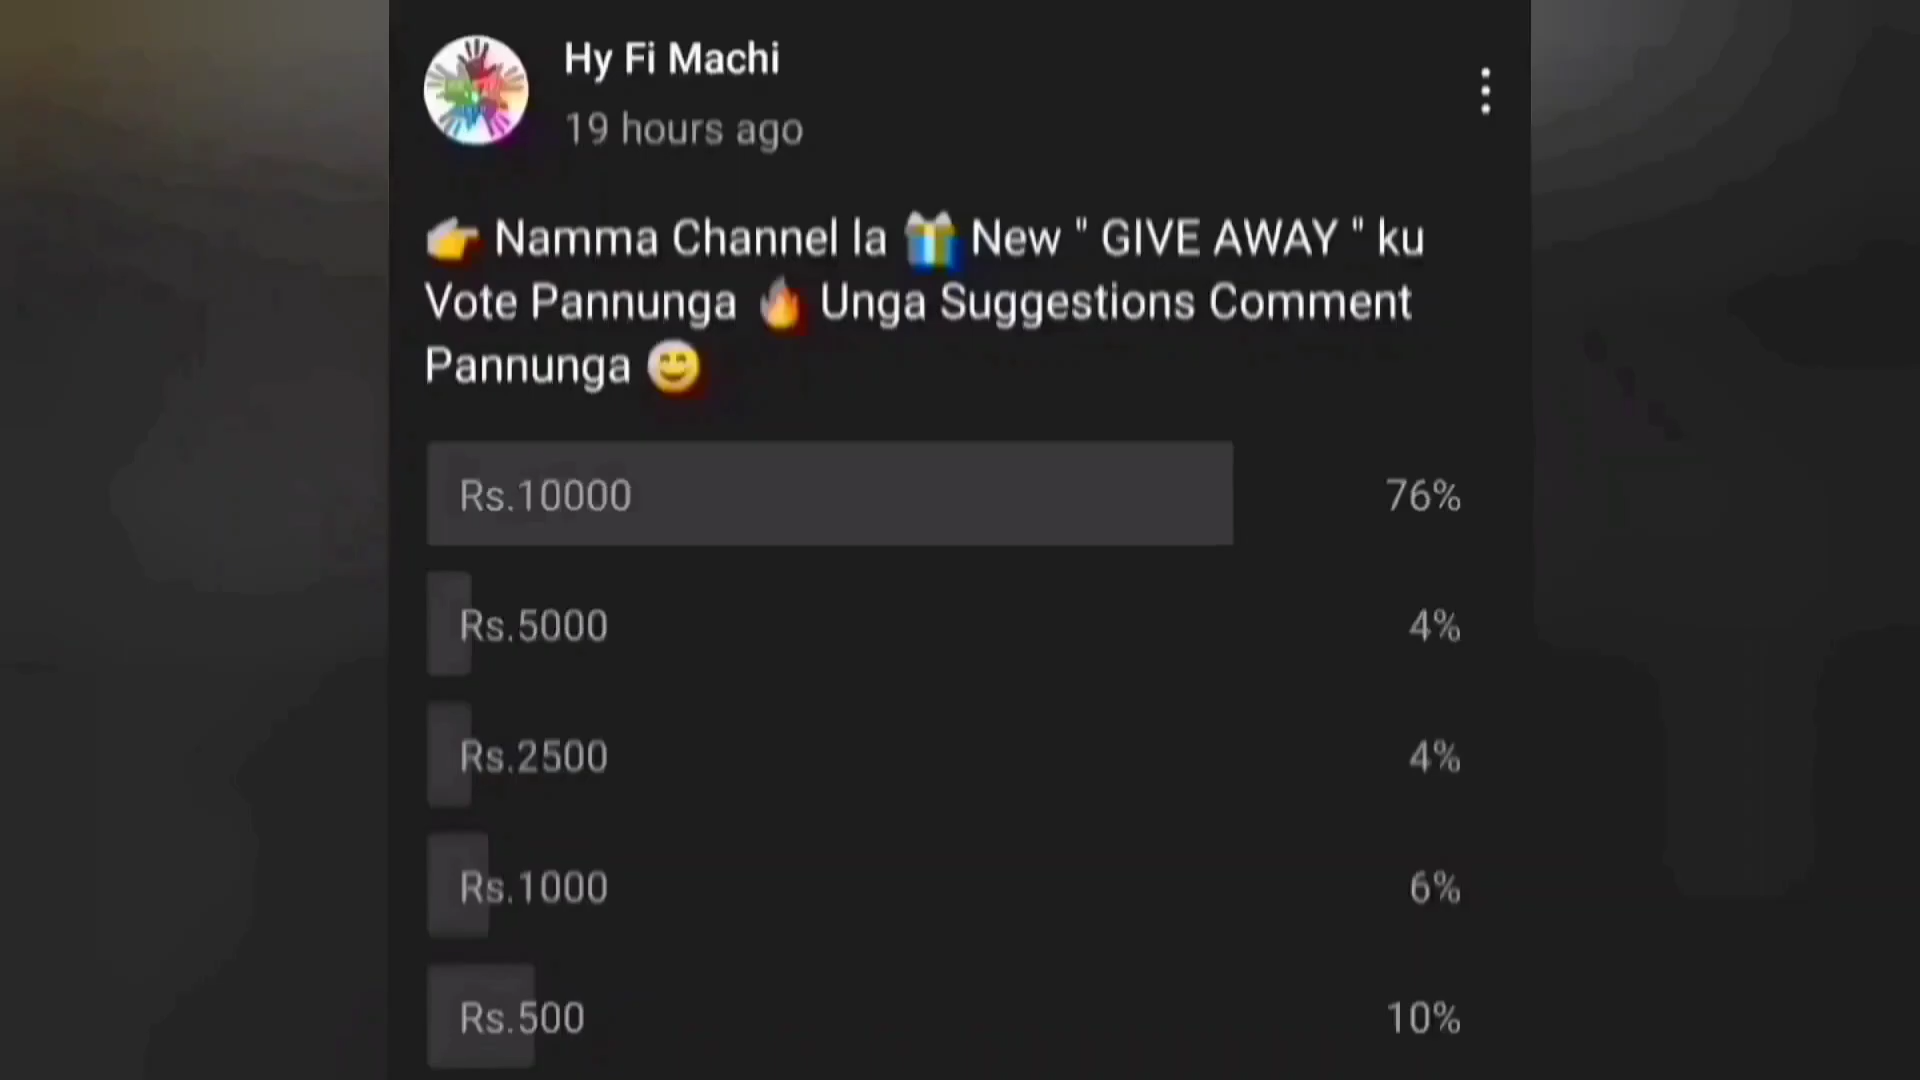 Hy Fi Machi
19 hours ago
👉 Namma Channel la 🎁 New " GIVE AWAY " ku
Vote Pannunga 🔥 Unga Suggestions Comment
Pannunga 😊
Rs.10000 76%
Rs.5000 4%
Rs.2500 4%
Rs.1000 6%
Rs.500 10%